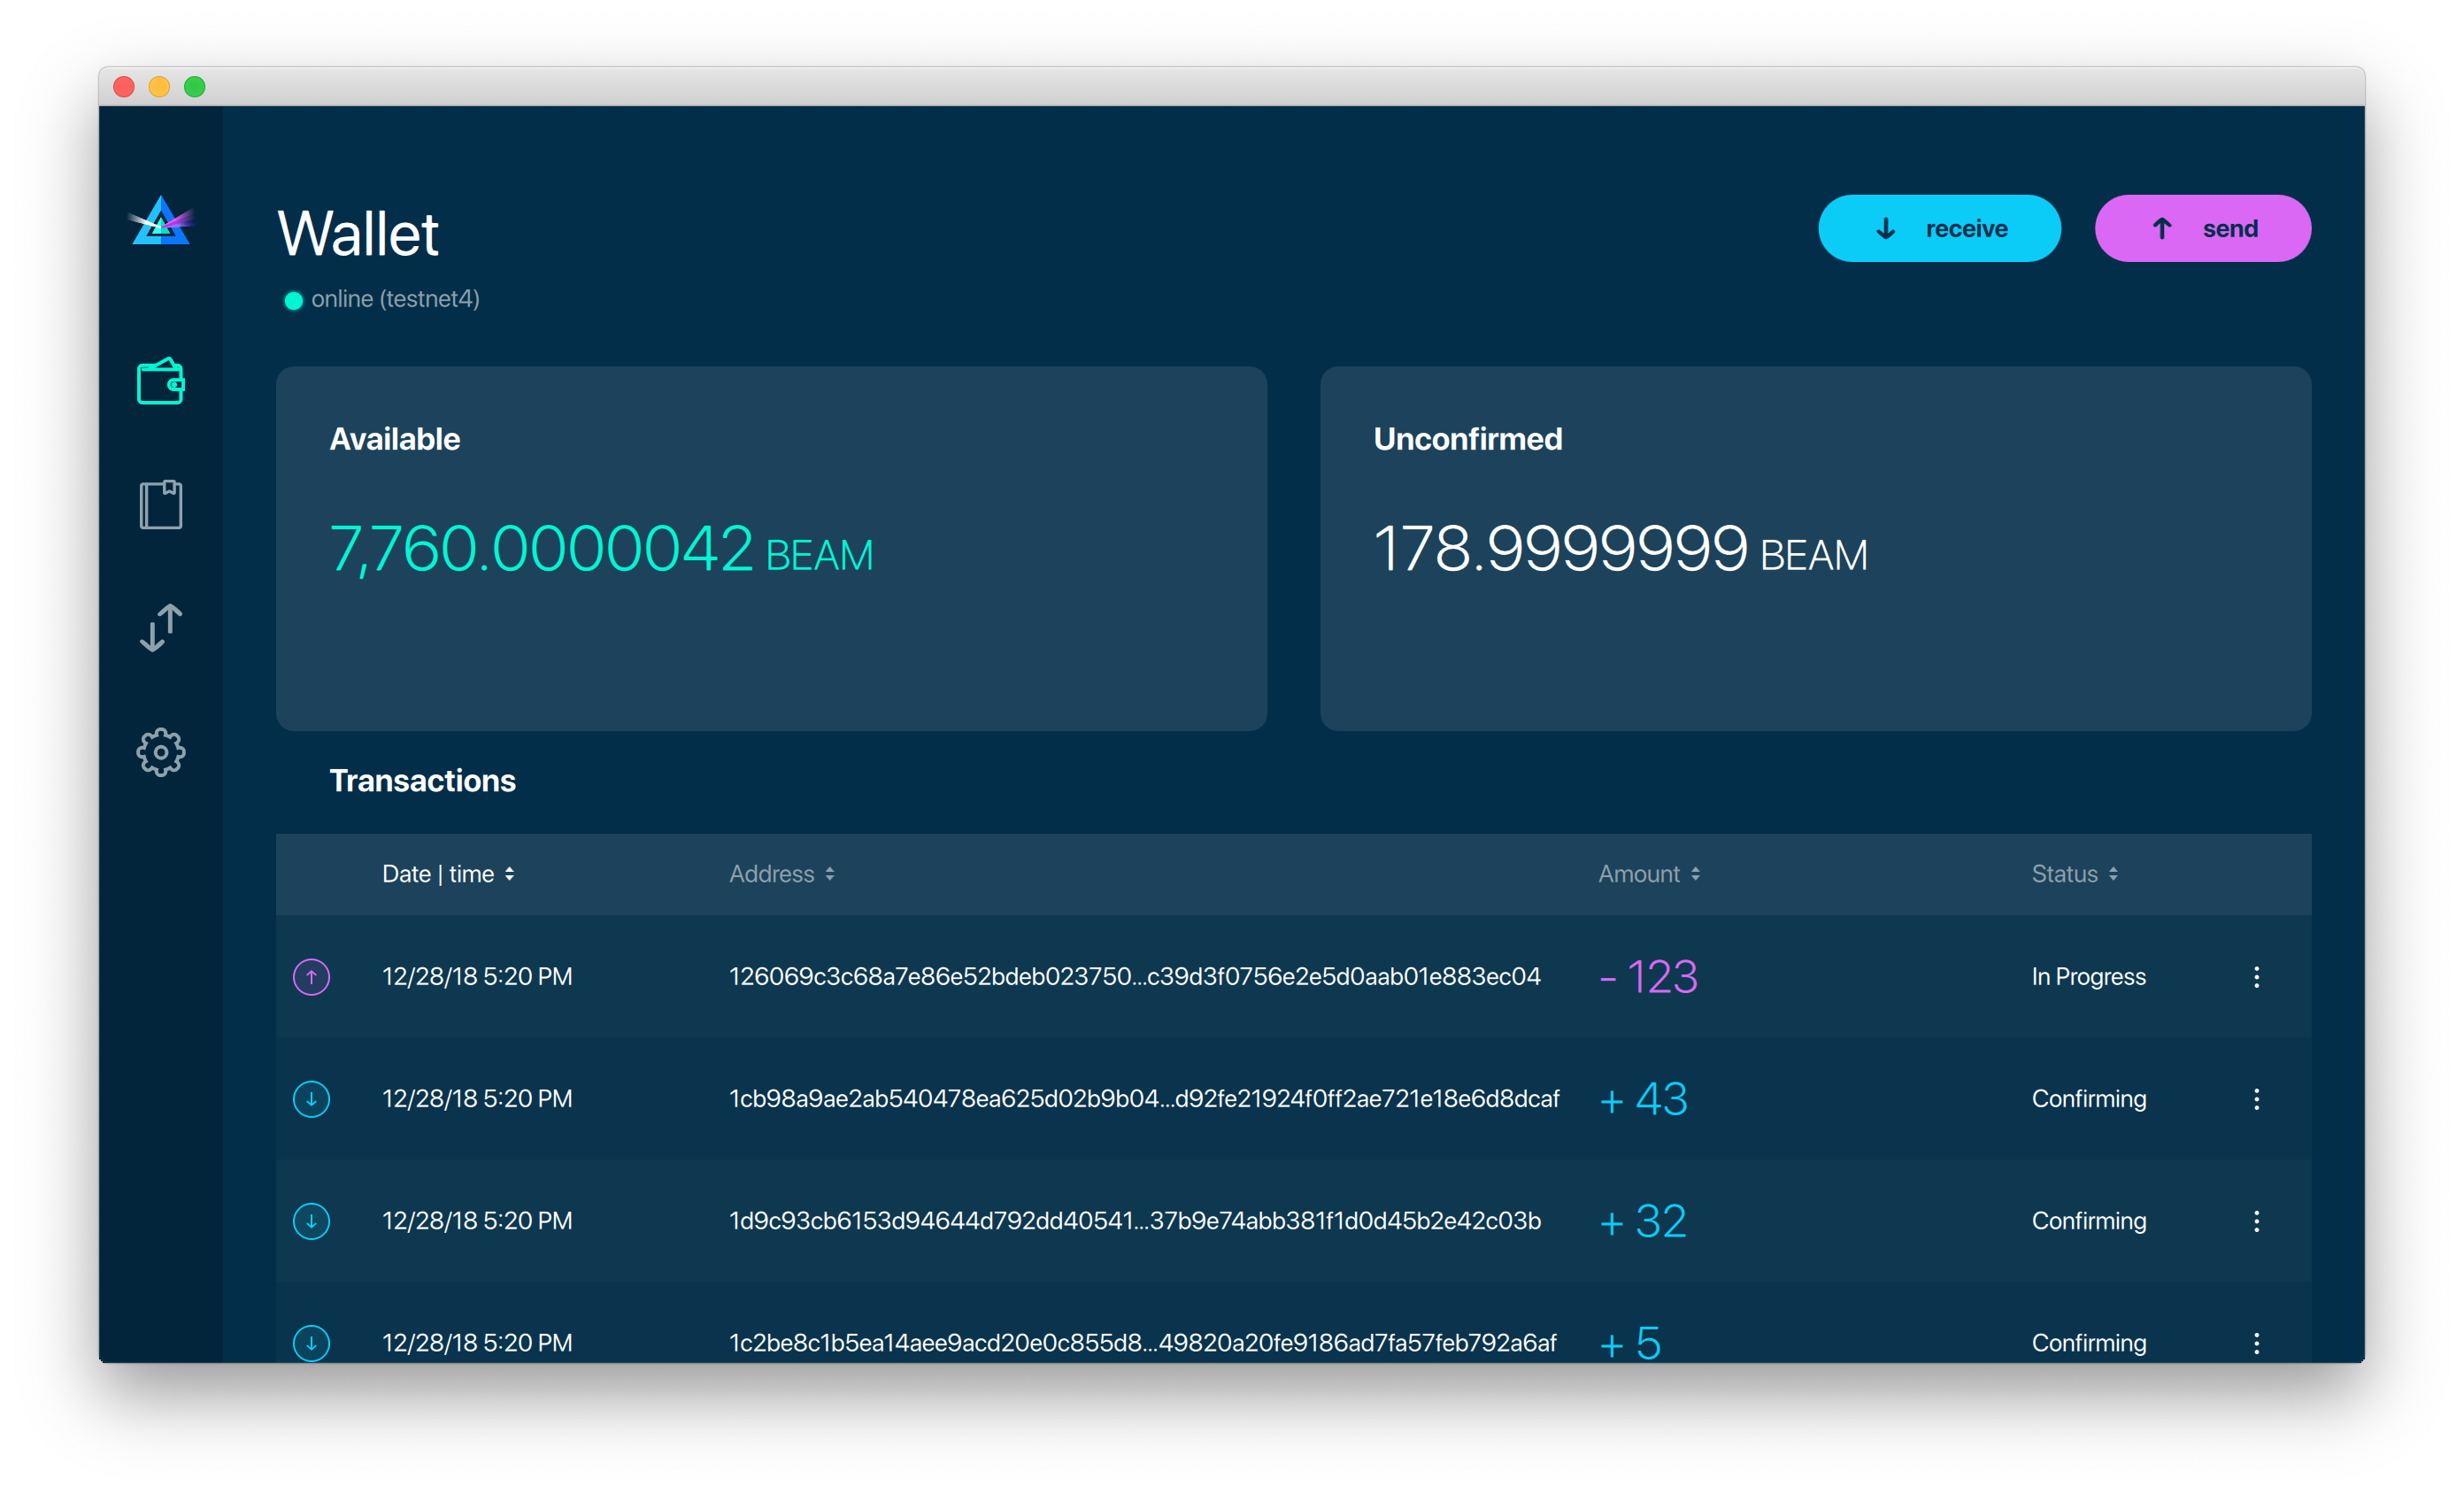 Wallet
receive
send
online (testnet4)
Available
Unconfirmed
7,760.0000042 BEAM
178.9999999 BEAM
Transactions
Date | time Address Amount Status
12/28/18 5:20 PM 126069c3c68a7e86e52bdeb023750...c39d3f0756e2e5d0aab01e883ec04 - 123 In Progress
12/28/18 5:20 PM 1cb98a9ae2ab540478ea625d02b9b04...d92fe21924f0ff2ae721e18e6d8dcaf + 43 Confirming
12/28/18 5:20 PM 1d9c93cb6153d94644d792dd40541...37b9e74abb381f1d0d45b2e42c03b + 32 Confirming
12/28/18 5:20 PM 1c2be8c1b5ea14aee9acd20e0c855d8...49820a20fe9186ad7fa57feb792a6af + 5 Confirming